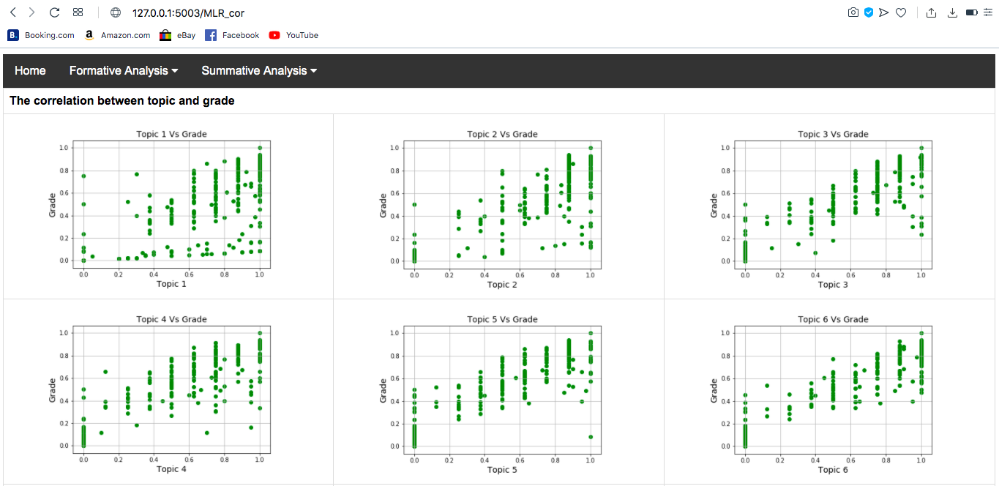 127.0.0.1:5003/MLR_cor
B. Booking.com a Amazon.com eBay Facebook YouTube
Home Formative Analysis Summative Analysis
The correlation between topic and grade
Topic 1 Vs Grade
1.0
0.8
0.6
0.4
0.2
0.0
Grade
0.0 0.2 0.4 0.6 0.8 1.0
Topic 1
Topic 2 Vs Grade
1.0
0.8
0.6
0.4
0.2
0.0
Grade
0.0 0.2 0.4 0.6 0.8 1.0
Topic 2
Topic 3 Vs Grade
1.0
0.8
0.6
0.4
0.2
0.0
Grade
0.0 0.2 0.4 0.6 0.8 1.0
Topic 3
Topic 4 Vs Grade
1.0
0.8
0.6
0.4
0.2
0.0
Grade
0.0 0.2 0.4 0.6 0.8 1.0
Topic 4
Topic 5 Vs Grade
1.0
0.8
0.6
0.4
0.2
0.0
Grade
0.0 0.2 0.4 0.6 0.8 1.0
Topic 5
Topic 6 Vs Grade
1.0
0.8
0.6
0.4
0.2
0.0
Grade
0.0 0.2 0.4 0.6 0.8 1.0
Topic 6